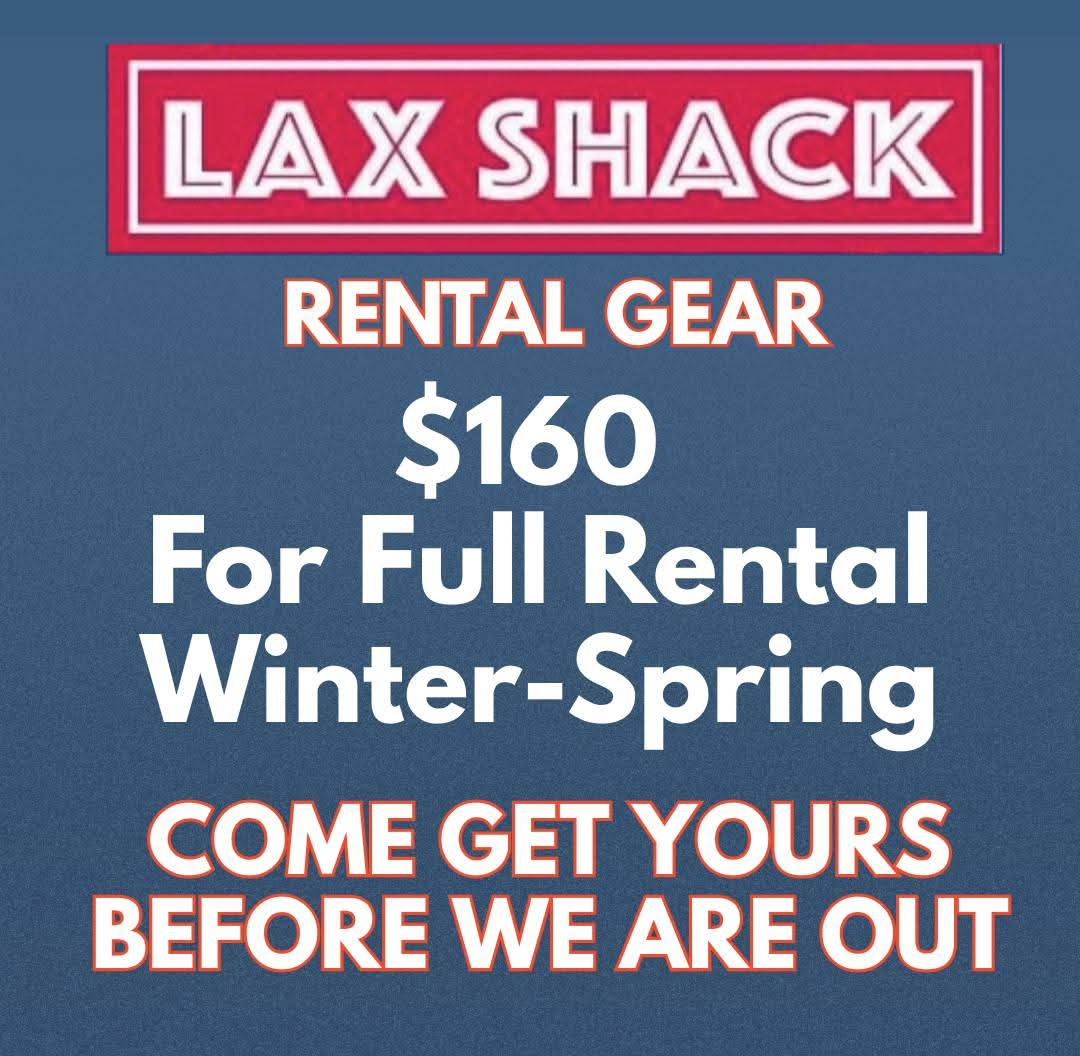 LAX SHACK
RENTAL GEAR
$160
For Full Rental
Winter-Spring
COME GET YOURS
BEFORE WE ARE OUT